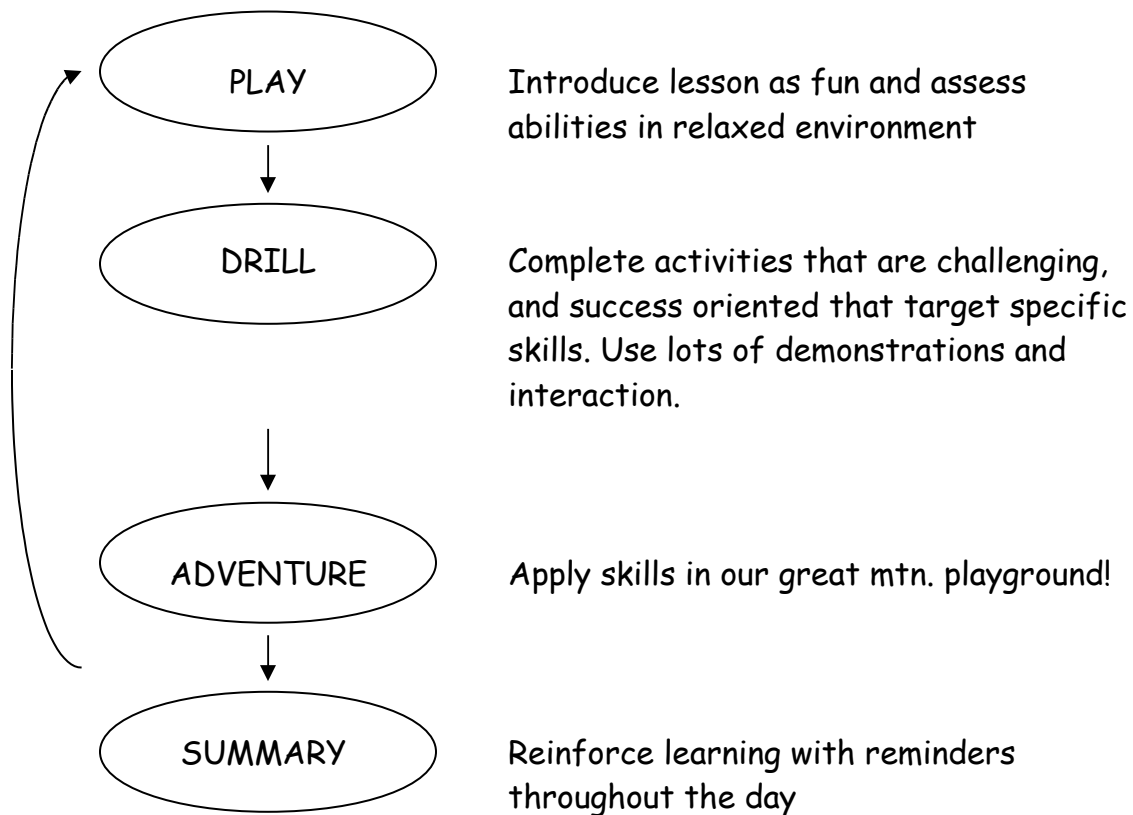 PLAY
Introduce lesson as fun and assess
abilities in relaxed environment
DRILL
Complete activities that are challenging,
and success oriented that target specific
skills. Use lots of demonstrations and
interaction.
ADVENTURE
Apply skills in our great mtn. playground!
SUMMARY
Reinforce learning with reminders
throughout the day